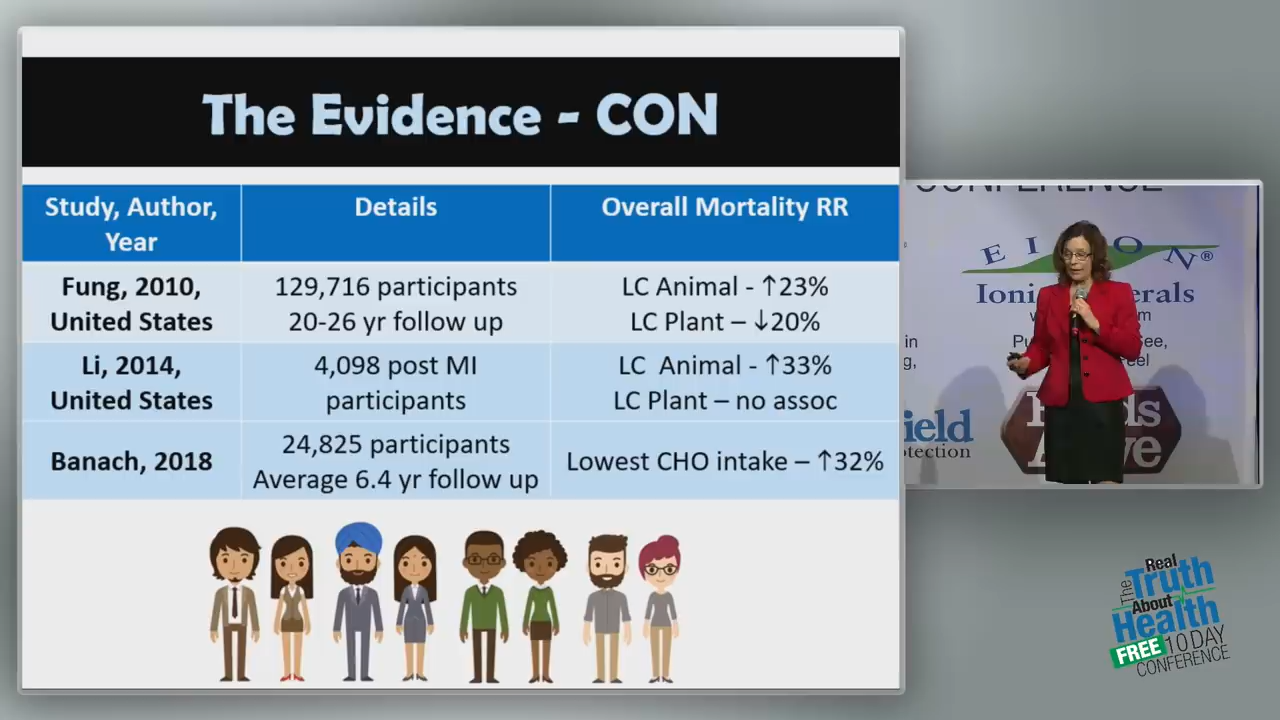 The Evidence - CON
Study, Author,
Year
Details
Overall Mortality RR
Fung, 2010,
United States
129,716 participants
20-26 yr follow up
LC Animal - ↑23%
LC Plant – ↓20%
Li, 2014,
United States
4,098 post MI
participants
LC  Animal - ↑33%
LC Plant – no assoc
Banach, 2018
24,825 participants
Average 6.4 yr follow up
Lowest CHO intake – ↑32%
The
Real
Truth
About
Health
FREE 10 DAY
CONFERENCE